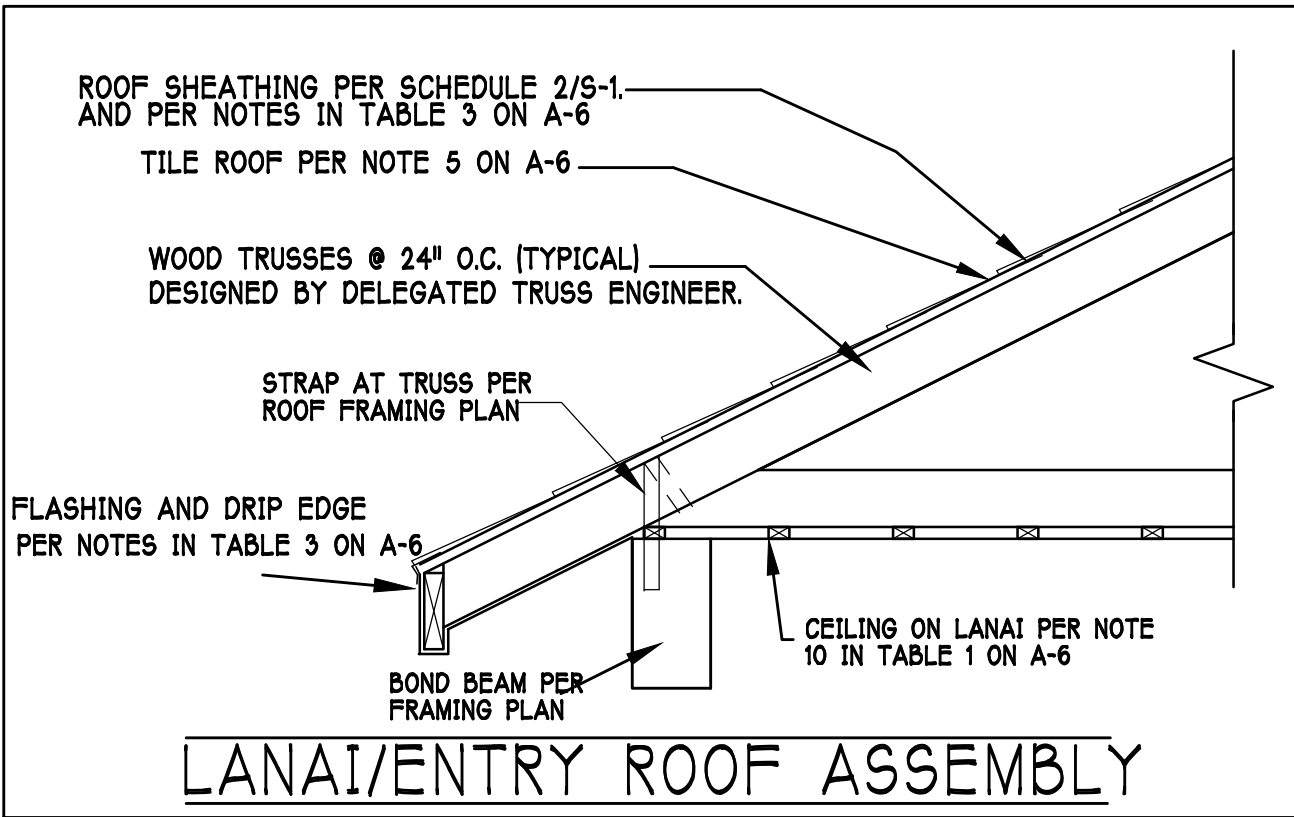 ROOF SHEATHING PER SCHEDULE 2/S-1.
AND PER NOTES IN TABLE 3 ON A-6
TILE ROOF PER NOTE 5 ON A-6
WOOD TRUSSES @ 24" O.C. (TYPICAL)
DESIGNED BY DELEGATED TRUSS ENGINEER.
STRAP AT TRUSS PER
ROOF FRAMING PLAN
FLASHING AND DRIP EDGE
PER NOTES IN TABLE 3 ON A-6
CEILING ON LANAI PER NOTE
10 IN TABLE 1 ON A-6
BOND BEAM PER
FRAMING PLAN
LANAI/ENTRY ROOF ASSEMBLY